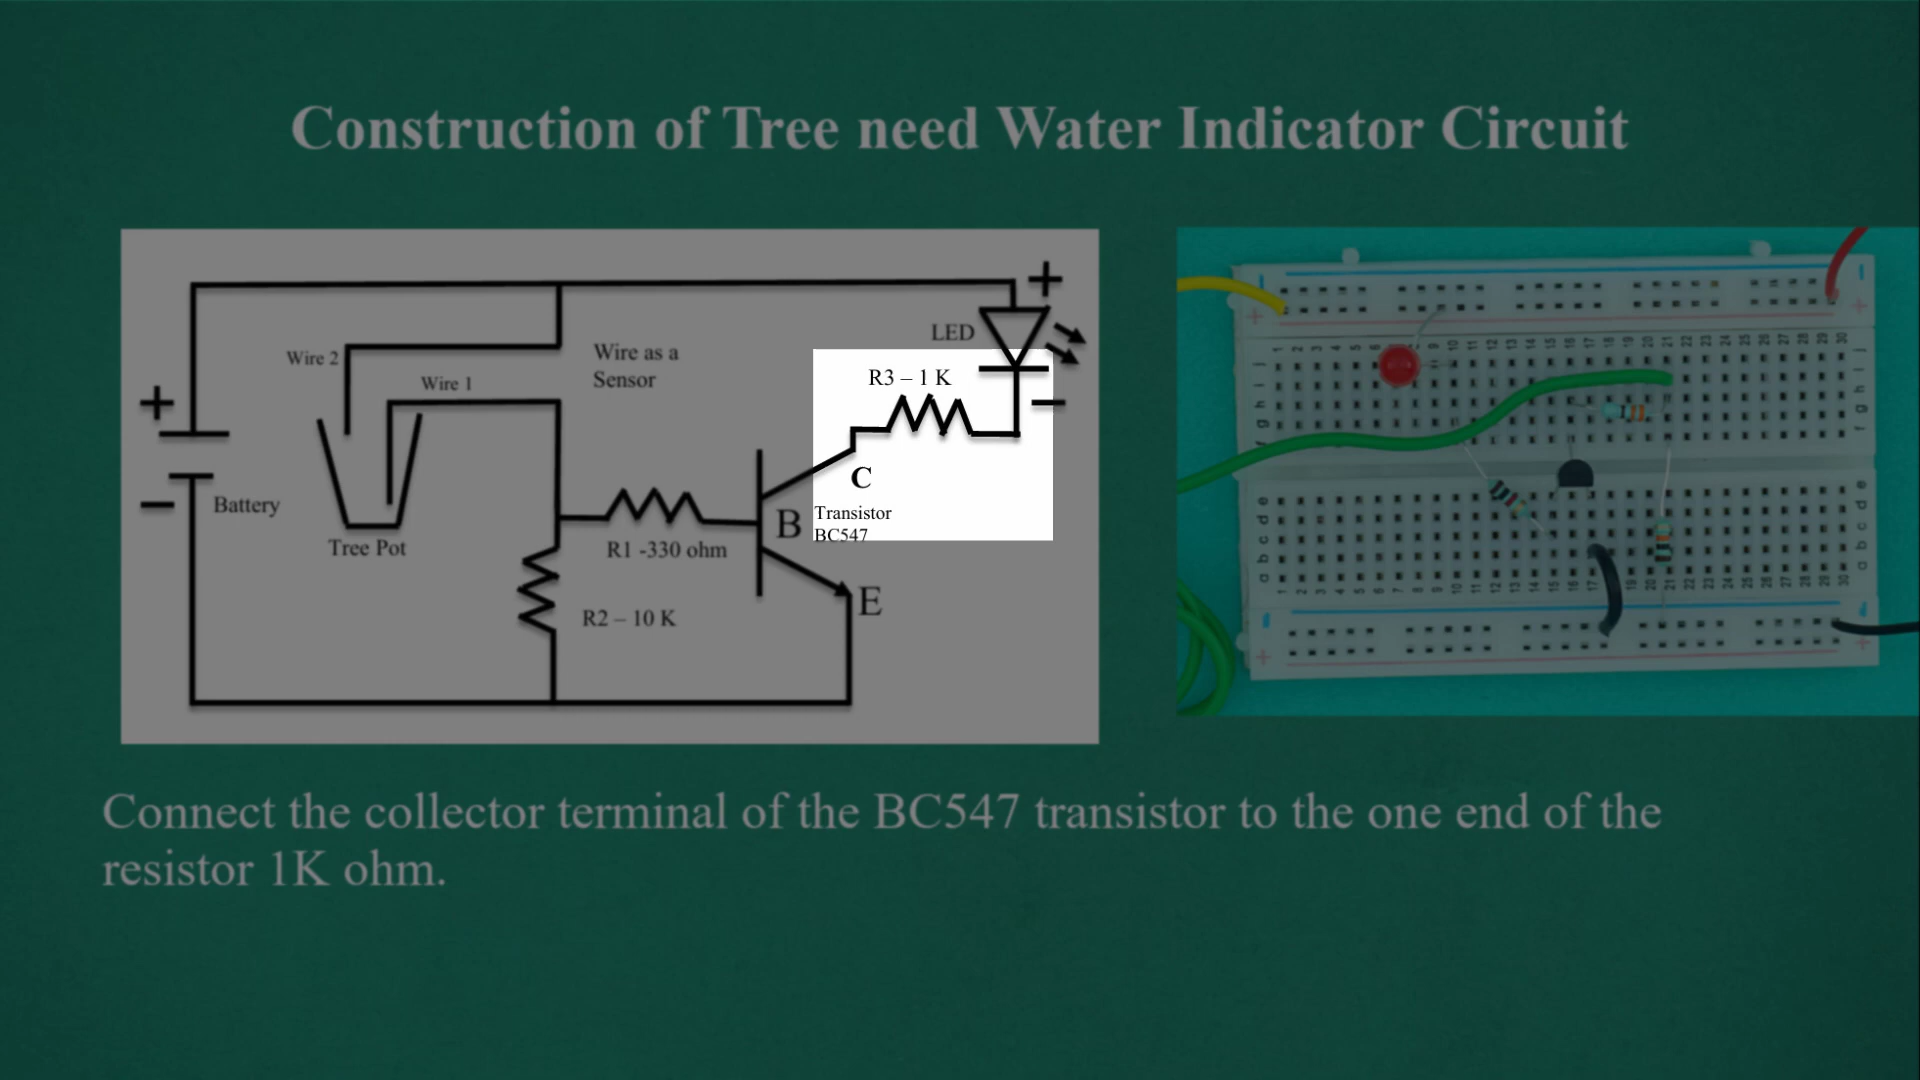 Construction of Tree need Water Indicator Circuit
+
LED
Wire 2
Wire as a
Sensor
Wire 1
R3 – 1 K
+
–
C
–
Battery
Transistor
B
BC547
Tree Pot
R1 -330 ohm
E
R2 – 10 K
Connect the collector terminal of the BC547 transistor to the one end of the
resistor 1K ohm.